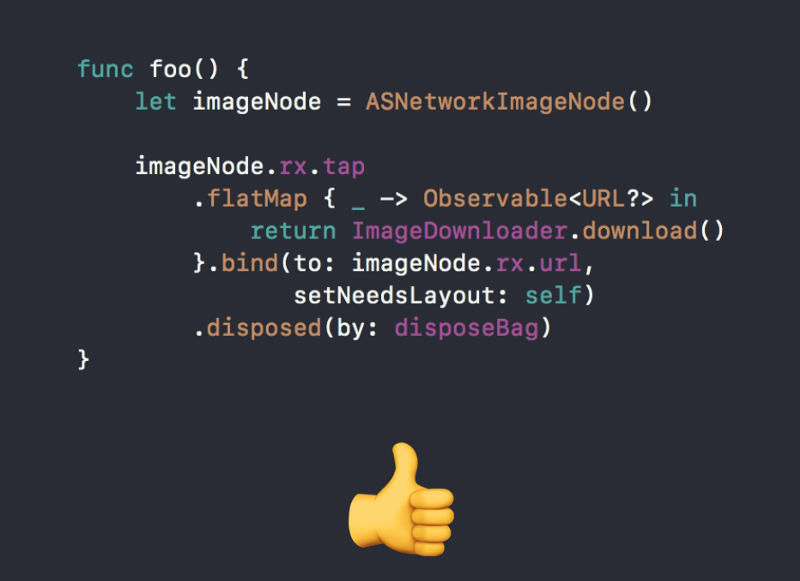 func foo() {
    let imageNode = ASNetworkImageNode()
    imageNode.rx.tap
        .flatMap { _ -> Observable<URL?> in
            return ImageDownloader.download()
        }.bind(to: imageNode.rx.url,
               setNeedsLayout: self)
        .disposed(by: disposeBag)
}